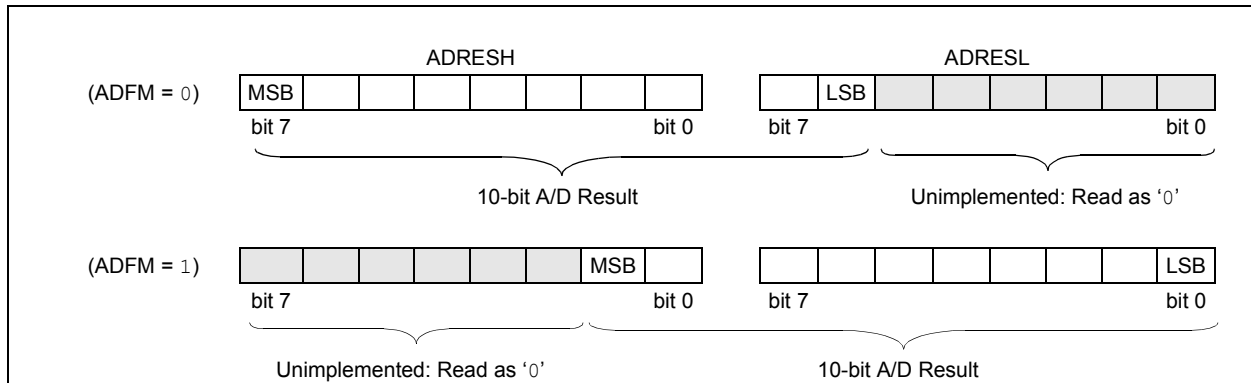 ADRESH ADRESL
(ADFM = 0) MSB LSB
bit 7 bit 0 bit 7 bit 0
10-bit A/D Result Unimplemented: Read as ‘0’
(ADFM = 1) MSB LSB
bit 7 bit 0 bit 7 bit 0
Unimplemented: Read as ‘0’ 10-bit A/D Result